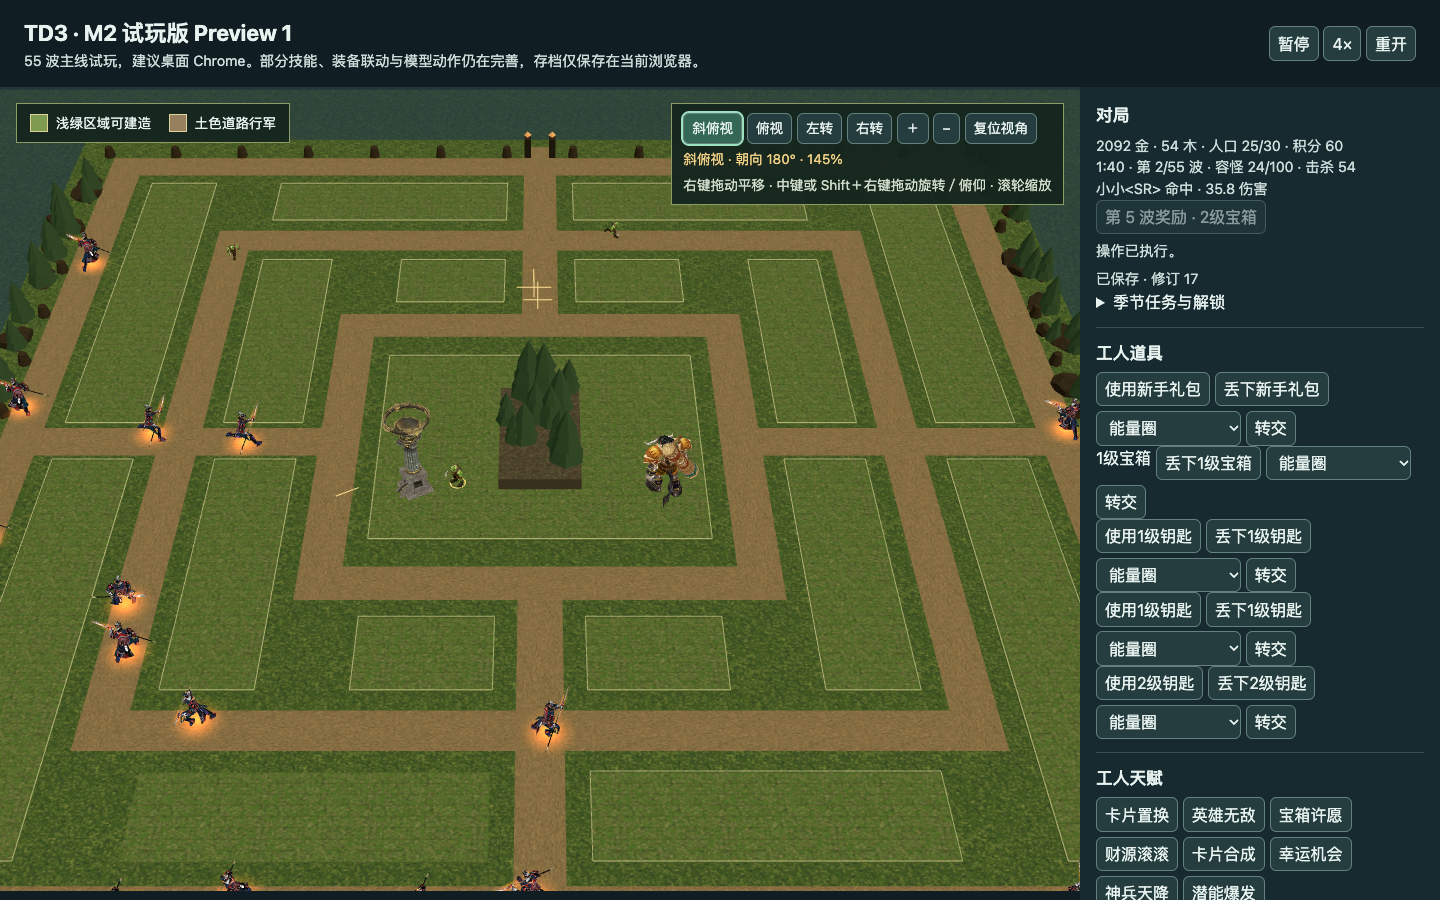 TD3 · M2 试玩版 Preview 1
55 波主线试玩，建议桌面 Chrome。部分技能、装备联动与模型动作仍在完善，存档仅保存在当前浏览器。
暂停 4× 重开
浅绿区域可建造 土色道路行军
斜俯视 俯视 左转 右转 + − 复位视角
斜俯视 · 朝向 180° · 145%
右键拖动平移 · 中键或 Shift＋右键拖动旋转 / 俯仰 · 滚轮缩放
对局
2092 金 · 54 木 · 人口 25/30 · 积分 60
1:40 · 第 2/55 波 · 容怪 24/100 · 击杀 54
小小<SR> 命中 · 35.8 伤害
第 5 波奖励 · 2级宝箱
操作已执行。
已保存 · 修订 17
季节任务与解锁
工人道具
使用新手礼包 丢下新手礼包
能量圈 转交
1级宝箱 丢下1级宝箱 能量圈
转交
使用1级钥匙 丢下1级钥匙
能量圈 转交
使用1级钥匙 丢下1级钥匙
能量圈 转交
使用2级钥匙 丢下2级钥匙
能量圈 转交
工人天赋
卡片置换 英雄无敌 宝箱许愿
财源滚滚 卡片合成 幸运机会
神兵天降 潜能爆发